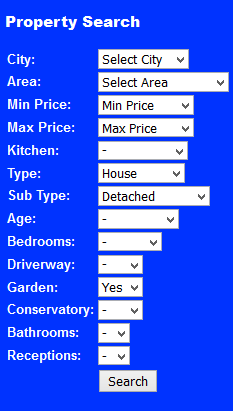 Property Search
City: Select City
Area: Select Area
Min Price: Min Price
Max Price: Max Price
Kitchen: -
Type: House
Sub Type: Detached
Age: -
Bedrooms: -
Driverway: -
Garden: Yes
Conservatory: -
Bathrooms: -
Receptions: -
Search